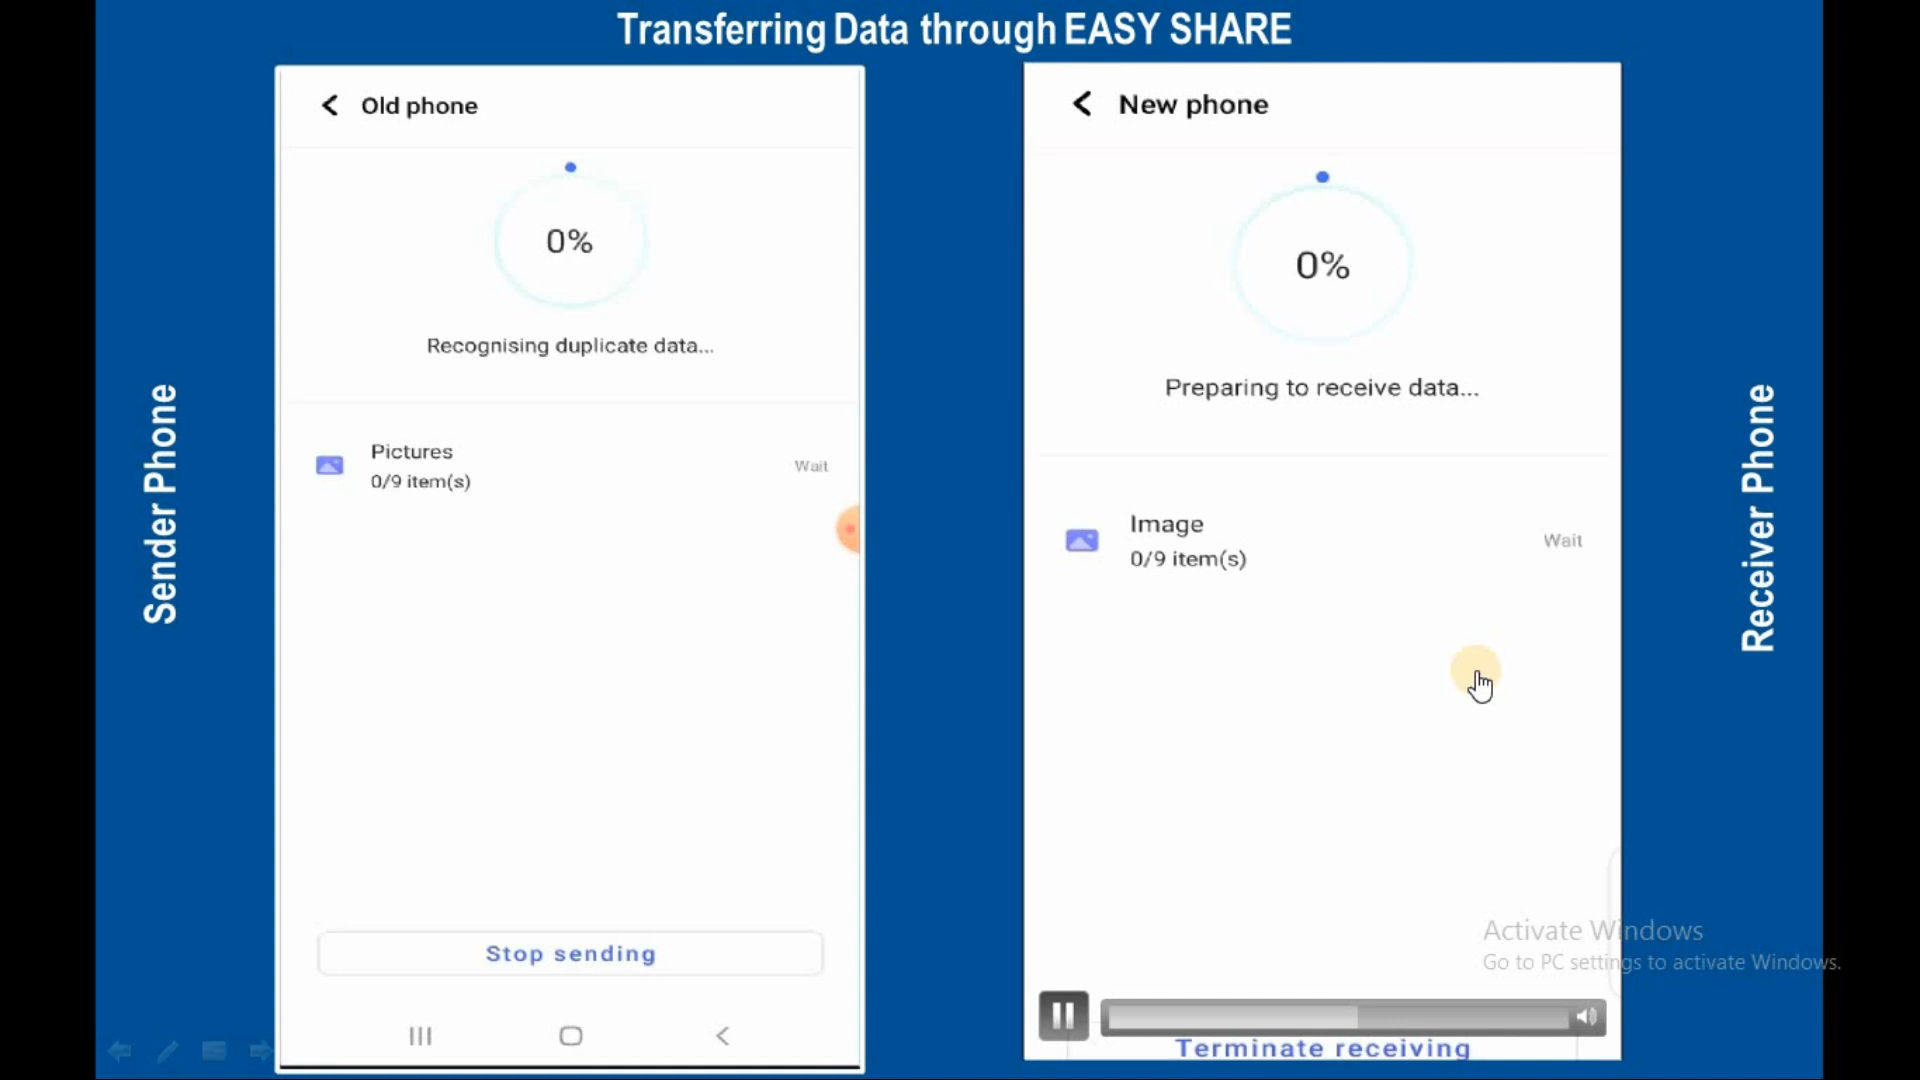 Transferring Data through EASY SHARE
Sender Phone
Old phone
0%
Recognising duplicate data...
Pictures
0/9 item(s)
Wait
Stop sending
New phone
0%
Preparing to receive data...
Image
0/9 item(s)
Wait
Terminate receiving
Receiver Phone
Activate Windows
Go to PC settings to activate Windows.